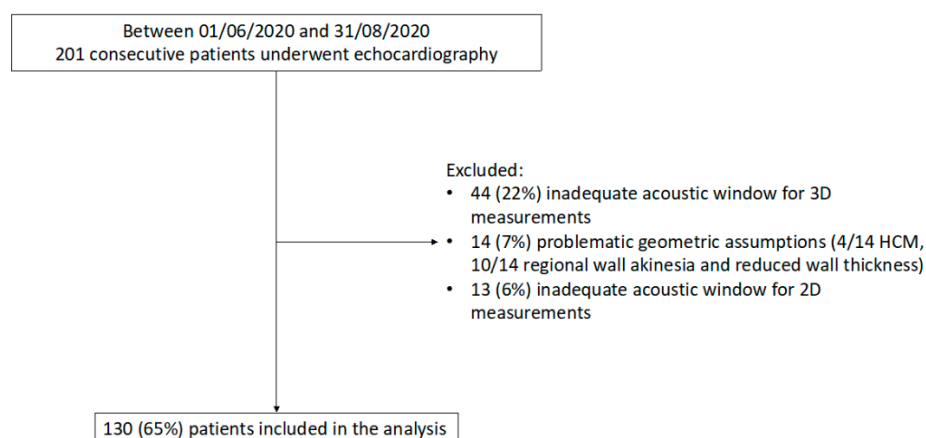 Between 01/06/2020 and 31/08/2020
201 consecutive patients underwent echocardiography
Excluded:
• 44 (22%) inadequate acoustic window for 3D
measurements
• 14 (7%) problematic geometric assumptions (4/14 HCM,
10/14 regional wall akinesia and reduced wall thickness)
• 13 (6%) inadequate acoustic window for 2D
measurements
130 (65%) patients included in the analysis